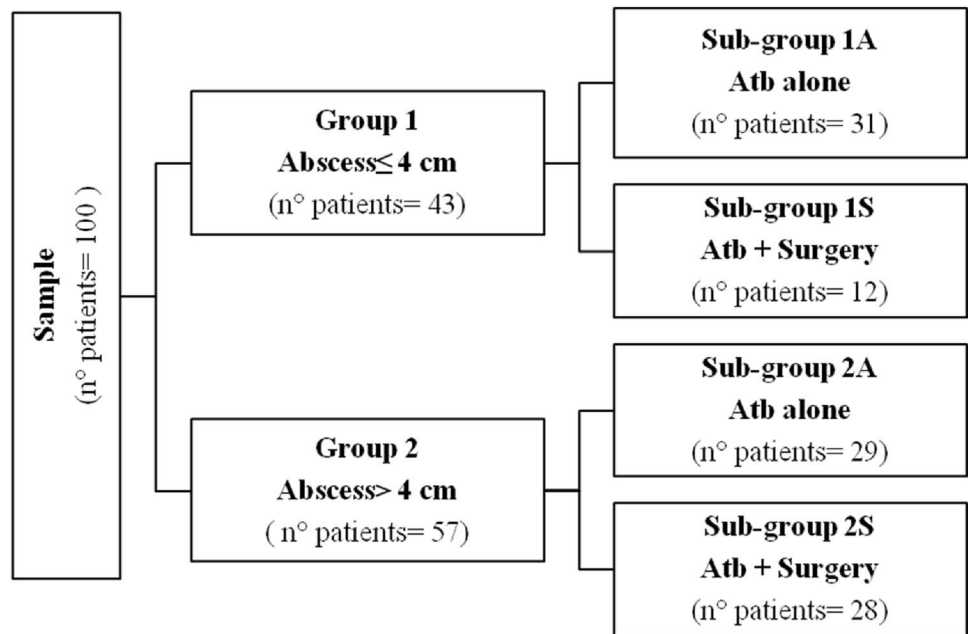 Sample
(n° patients= 100 )
Group 1
Abscess≤ 4 cm
(n° patients= 43)
Sub-group 1A
Atb alone
(n° patients= 31)
Sub-group 1S
Atb + Surgery
(n° patients= 12)
Group 2
Abscess> 4 cm
( n° patients= 57)
Sub-group 2A
Atb alone
(n° patients= 29)
Sub-group 2S
Atb + Surgery
(n° patients= 28)